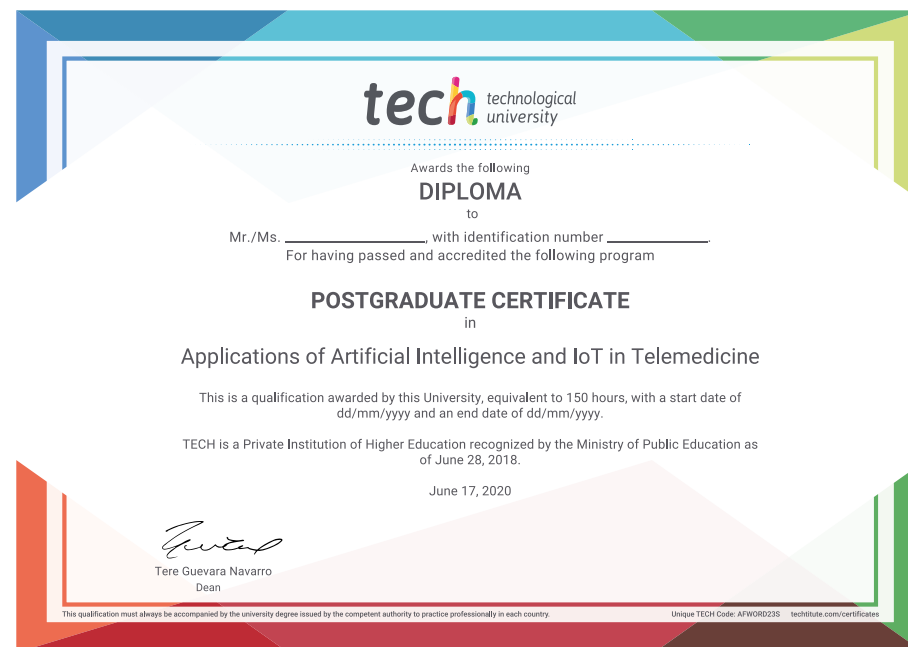 tech technological
university
Awards the following
DIPLOMA
to
Mr./Ms. ____________________, with identification number ______________.
For having passed and accredited the following program
POSTGRADUATE CERTIFICATE
in
Applications of Artificial Intelligence and IoT in Telemedicine
This is a qualification awarded by this University, equivalent to 150 hours, with a start date of
dd/mm/yyyy and an end date of dd/mm/yyyy.
TECH is a Private Institution of Higher Education recognized by the Ministry of Public Education as
of June 28, 2018.
June 17, 2020
Tere Guevara Navarro
Dean
This qualification must always be accompanied by the university degree issued by the competent authority to practice professionally in each country. Unique TECH Code: AFWORD23S techtitute.com/certificates